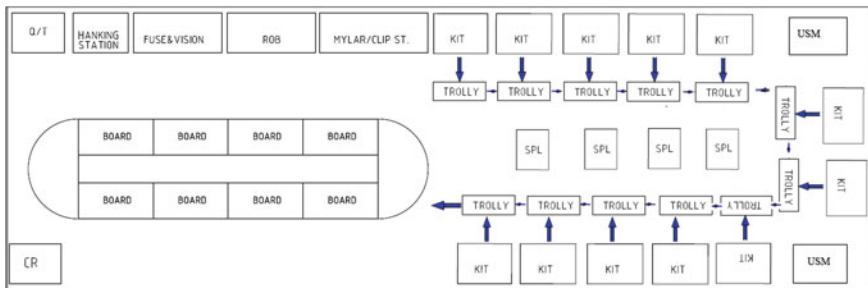 Q/T
HANKING
STATION
FUSE&VISION
ROB
MYLAR/CLIP ST.
KIT
KIT
KIT
KIT
KIT
USM
TROLLY
TROLLY
TROLLY
TROLLY
TROLLY
TROLLY
KIT
BOARD
BOARD
BOARD
BOARD
SPL
SPL
SPL
SPL
BOARD
BOARD
BOARD
BOARD
TROLLY
KIT
TROLLY
TROLLY
TROLLY
TROLLY
TROLLY
CR
KIT
KIT
KIT
KIT
KIT
USM